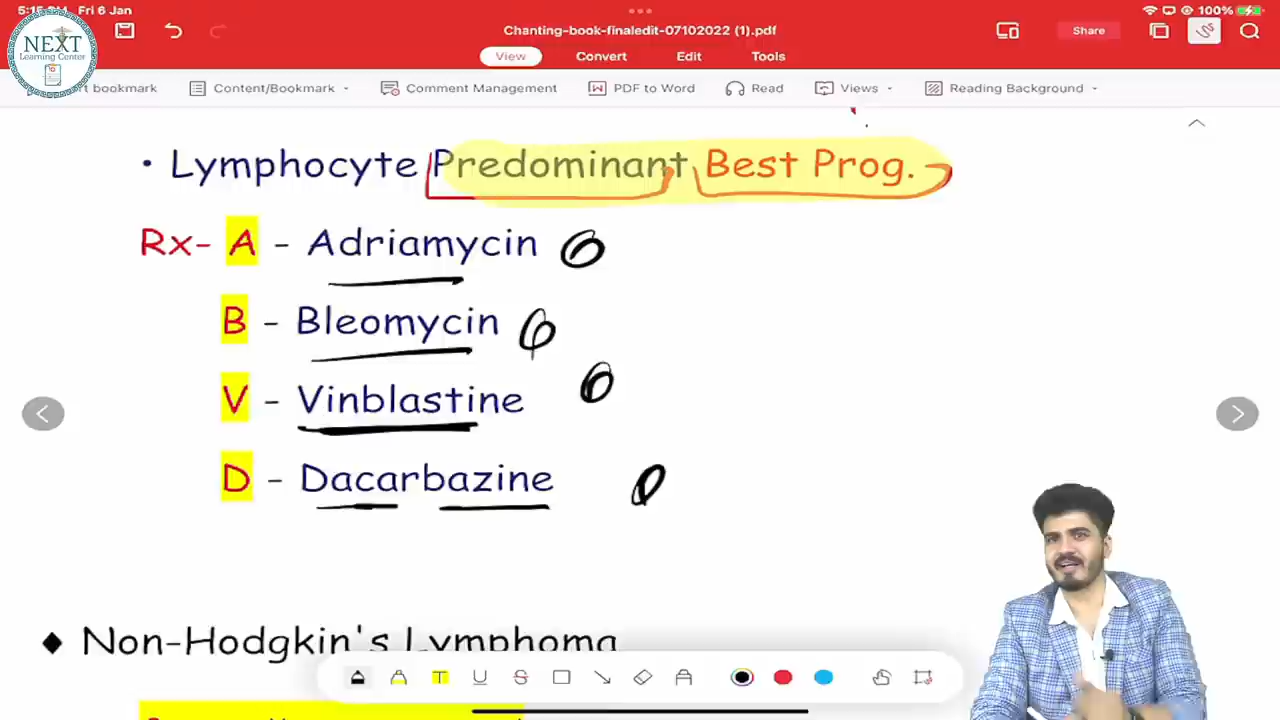 5:15 PM Fri 6 Jan
100%
NEXT
Learning Center
Chanting-book-finaledit-07102022 (1).pdf
Share
View
Convert
Edit
Tools
bookmark
Content/Bookmark
Comment Management
PDF to Word
Read
Views
Reading Background
• Lymphocyte Predominant Best Prog.
Rx- A - Adriamycin
B - Bleomycin
V - Vinblastine
D - Dacarbazine
◆ Non-Hodgkin's Lymphoma
T U S A